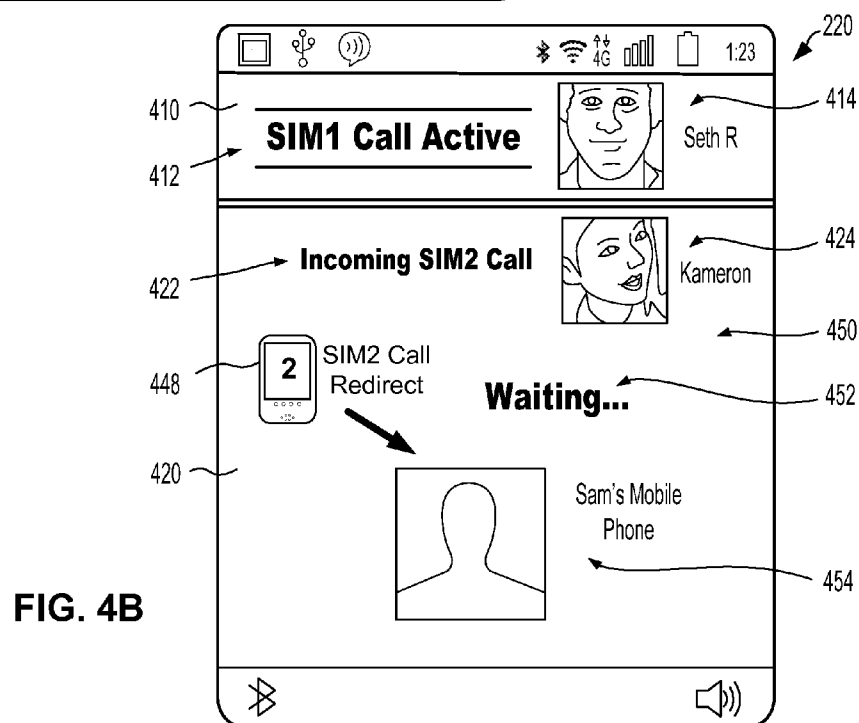 220
4G
1:23
410
414
SIM1 Call Active
Seth R
412
424
422
Incoming SIM2 Call
Kameron
450
448
2
SIM2 Call
Redirect
452
Waiting...
420
Sam's Mobile
Phone
454
FIG. 4B